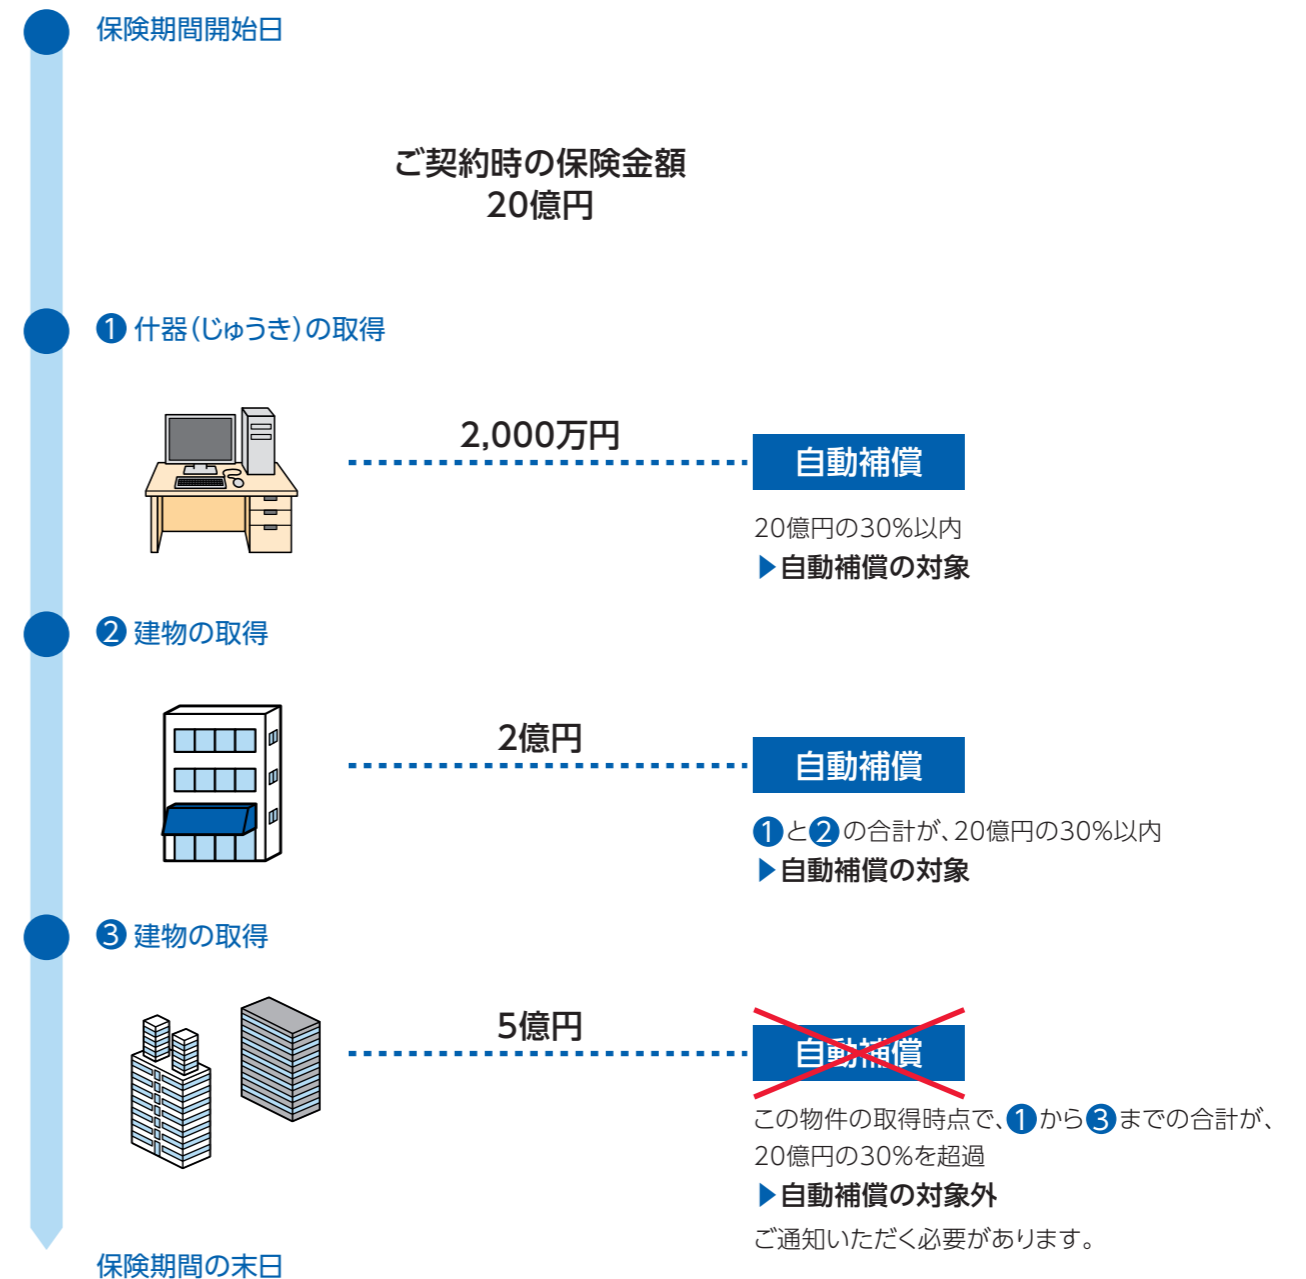 保険期間開始日
ご契約時の保険金額
20億円
❶ 什器(じゅうき)の取得
2,000万円
自動補償
20億円の30%以内
▶自動補償の対象
❷ 建物の取得
2億円
自動補償
❶と❷の合計が、20億円の30%以内
▶自動補償の対象
❸ 建物の取得
5億円
自動補償
この物件の取得時点で、❶から❸までの合計が、
20億円の30%を超過
▶自動補償の対象外
ご通知いただく必要があります。
保険期間の末日